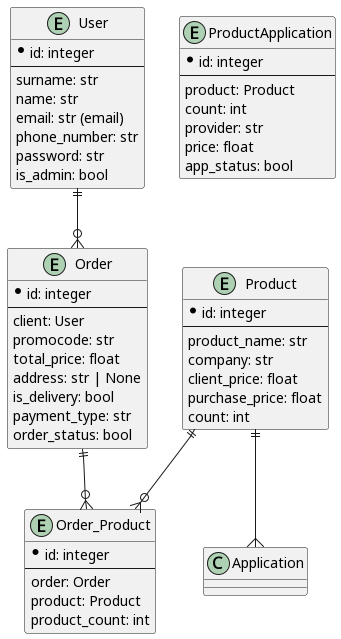 E User
id: integer
surname: str
name: str
email: str (email)
phone_number: str
password: str
is_admin: bool
E ProductApplication
id: integer
product: Product
count: int
provider: str
price: float
app_status: bool
E Order
id: integer
client: User
promocode: str
total_price: float
address: str | None
is_delivery: bool
payment_type: str
order_status: bool
E Product
id: integer
product_name: str
company: str
client_price: float
purchase_price: float
count: int
E Order_Product
id: integer
order: Order
product: Product
product_count: int
C Application